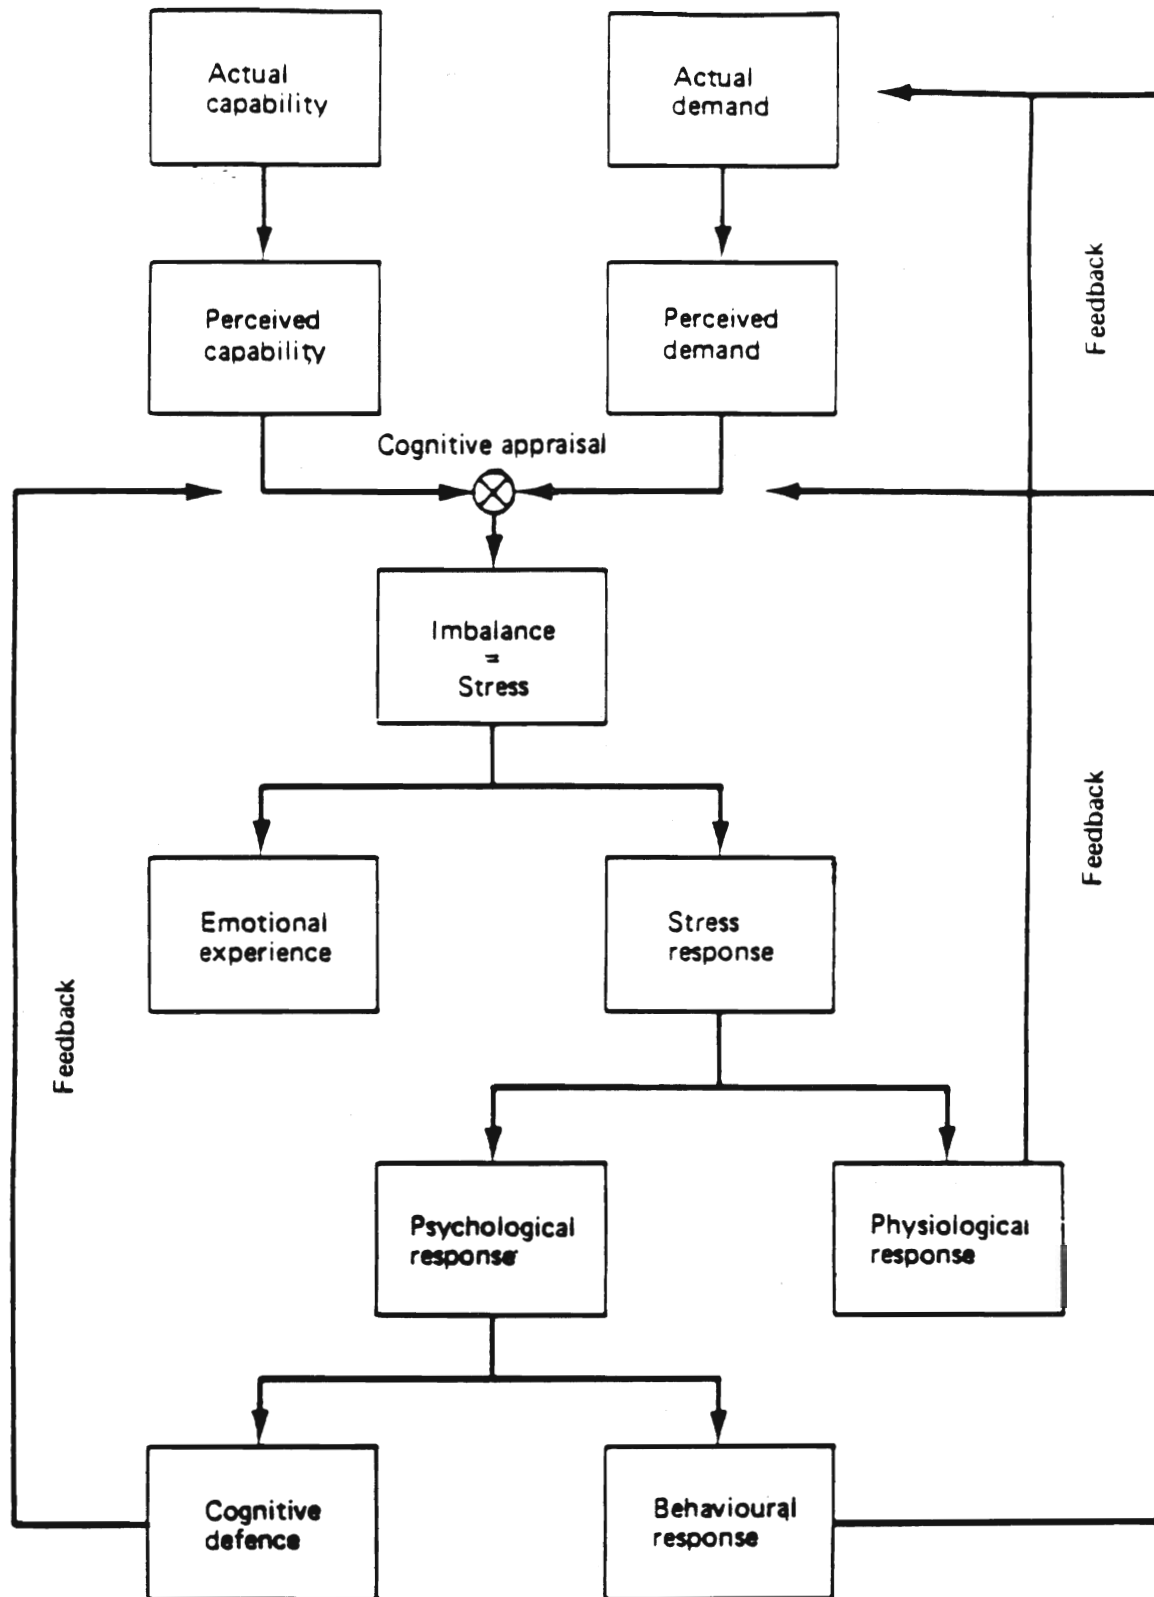 Actual
capability
Actual
demand
Perceived
capability
Perceived
demand
Feedback
Cognitive appraisal
Imbalance
=
Stress
Feedback
Emotional
experience
Stress
response
Feedback
Psychological
response
Physiological
response
Cognitive
defence
Behavioural
response